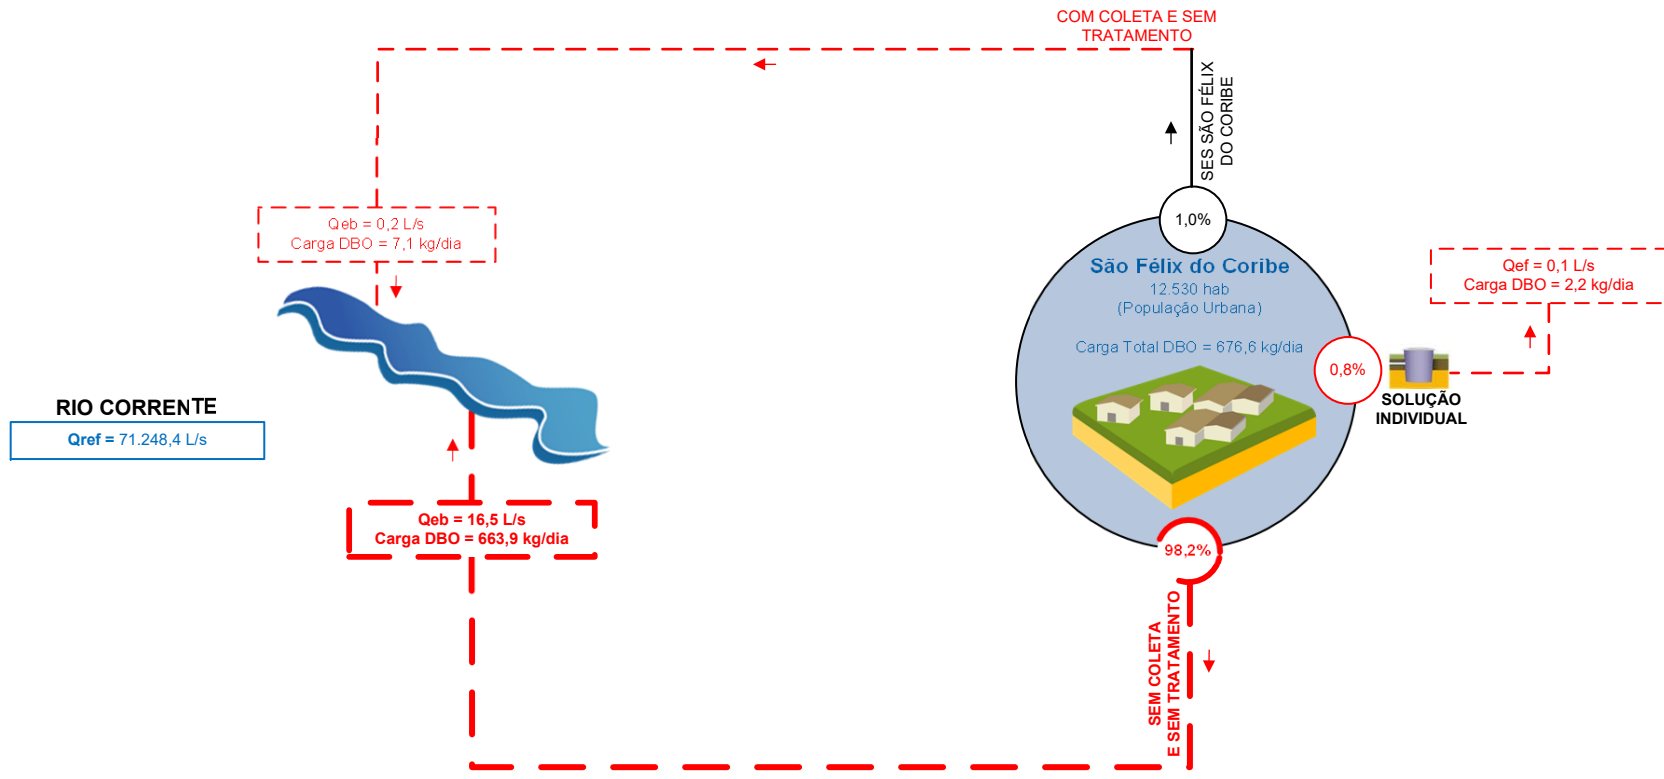 COM COLETA E SEM
TRATAMENTO
SES SÃO FÉLIX
DO CORIBE
Qeb = 0,2 L/s
Carga DBO = 7,1 kg/dia
1,0%
São Félix do Coribe
12.530 hab
(População Urbana)
Carga Total DBO = 676,6 kg/dia
Qef = 0,1 L/s
Carga DBO = 2,2 kg/dia
0,8%
SOLUÇÃO
INDIVIDUAL
RIO CORRENTE
Qref = 71.248,4 L/s
Qeb = 16,5 L/s
Carga DBO = 663,9 kg/dia
98,2%
SEM COLETA
E SEM TRATAMENTO